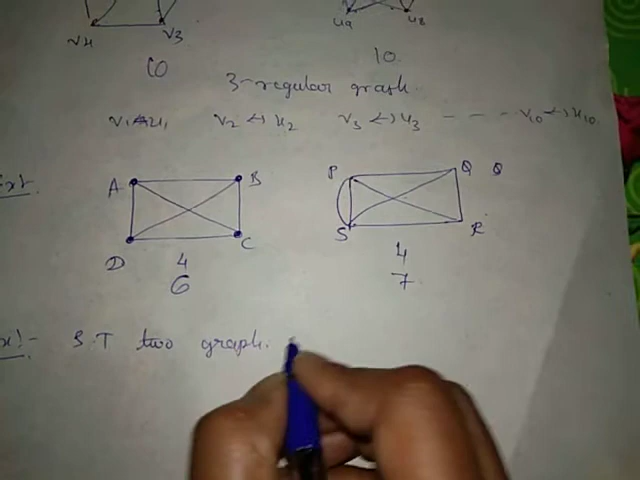 v4 v3 u9 u8
10 10
3-regular graph.
v1 ↔ u1 v2 ↔ u2 v3 ↔ u3 - - - - v10 ↔ u10
Ext.
A B P Q Q
D C S R
4 4
6 7
Ex!:- S.T two graph.